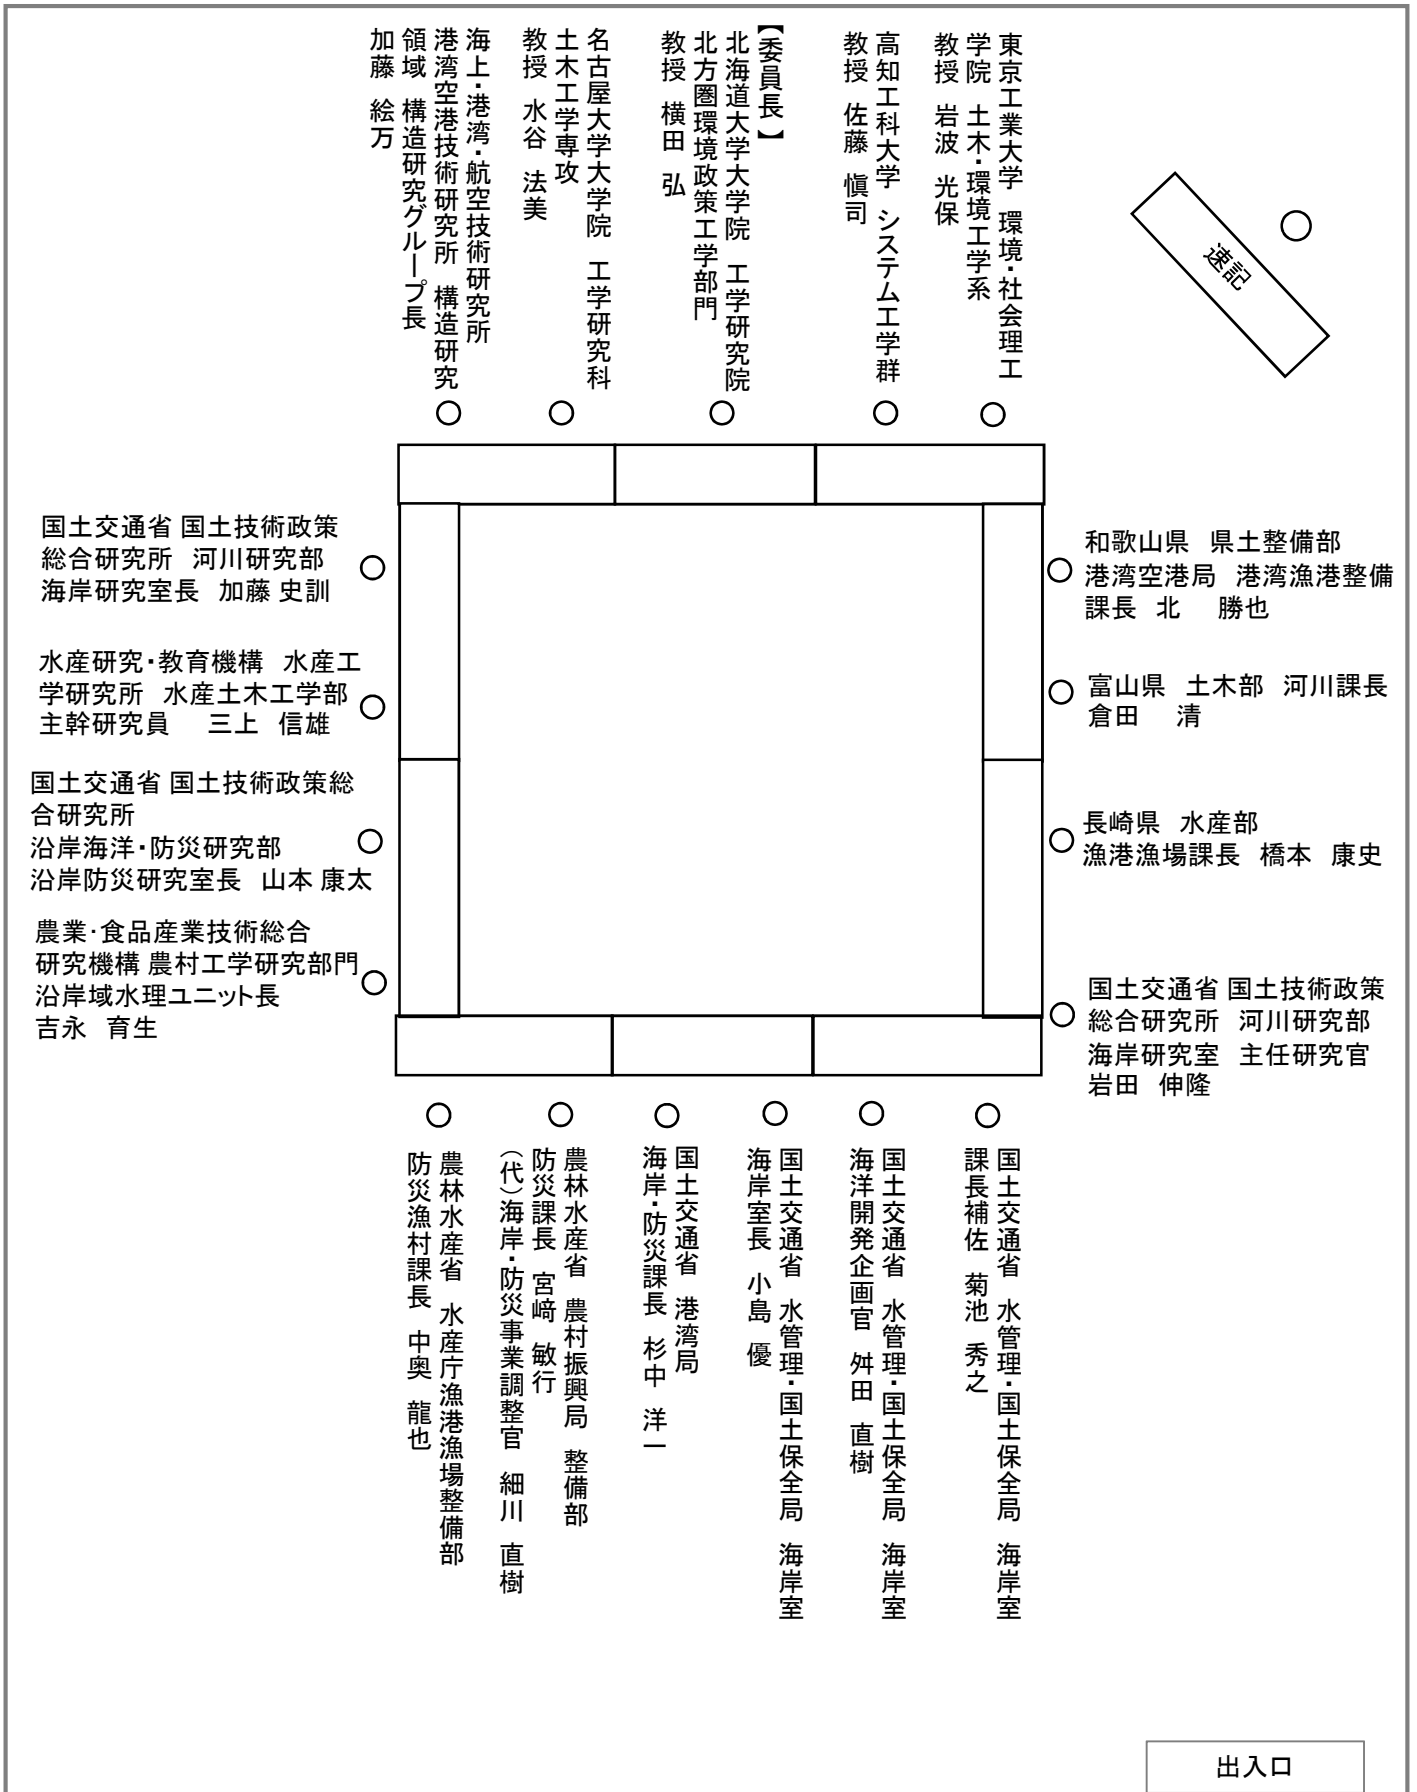 海上・港湾・航空技術研究所
港湾空港技術研究所 構造研究
領域 構造研究グループ長
加藤 絵万
名古屋大学大学院 工学研究科
土木工学専攻
教授 水谷 法美
【委員長】
北海道大学大学院 工学研究院
北方圏環境政策工学部門
教授 横田 弘
高知工科大学 システム工学群
教授 佐藤 愼司
東京工業大学 環境・社会理工
学院 土木・環境工学系
教授 岩波 光保
速記
国土交通省 国土技術政策
総合研究所 河川研究部
海岸研究室長 加藤 史訓
水産研究・教育機構 水産工
学研究所 水産土木工学部
主幹研究員 三上 信雄
国土交通省 国土技術政策総
合研究所
沿岸海洋・防災研究部
沿岸防災研究室長 山本 康太
農業・食品産業技術総合
研究機構 農村工学研究部門
沿岸域水理ユニット長
吉永 育生
和歌山県 県土整備部
港湾空港局 港湾漁港整備
課長 北 勝也
富山県 土木部 河川課長
倉田 清
長崎県 水産部
漁港漁場課長 橋本 康史
国土交通省 国土技術政策
総合研究所 河川研究部
海岸研究室 主任研究官
岩田 伸隆
農林水産省 水産庁漁港漁場整備部
防災漁村課長 中奥 龍也
農林水産省 農村振興局 整備部
防災課長 宮﨑 敏行
(代)海岸・防災事業調整官 細川 直樹
国土交通省 港湾局
海岸・防災課長 杉中 洋一
国土交通省 水管理・国土保全局 海岸室
海岸室長 小島 優
国土交通省 水管理・国土保全局 海岸室
海洋開発企画官 舛田 直樹
国土交通省 水管理・国土保全局 海岸室
課長補佐 菊池 秀之
出入口